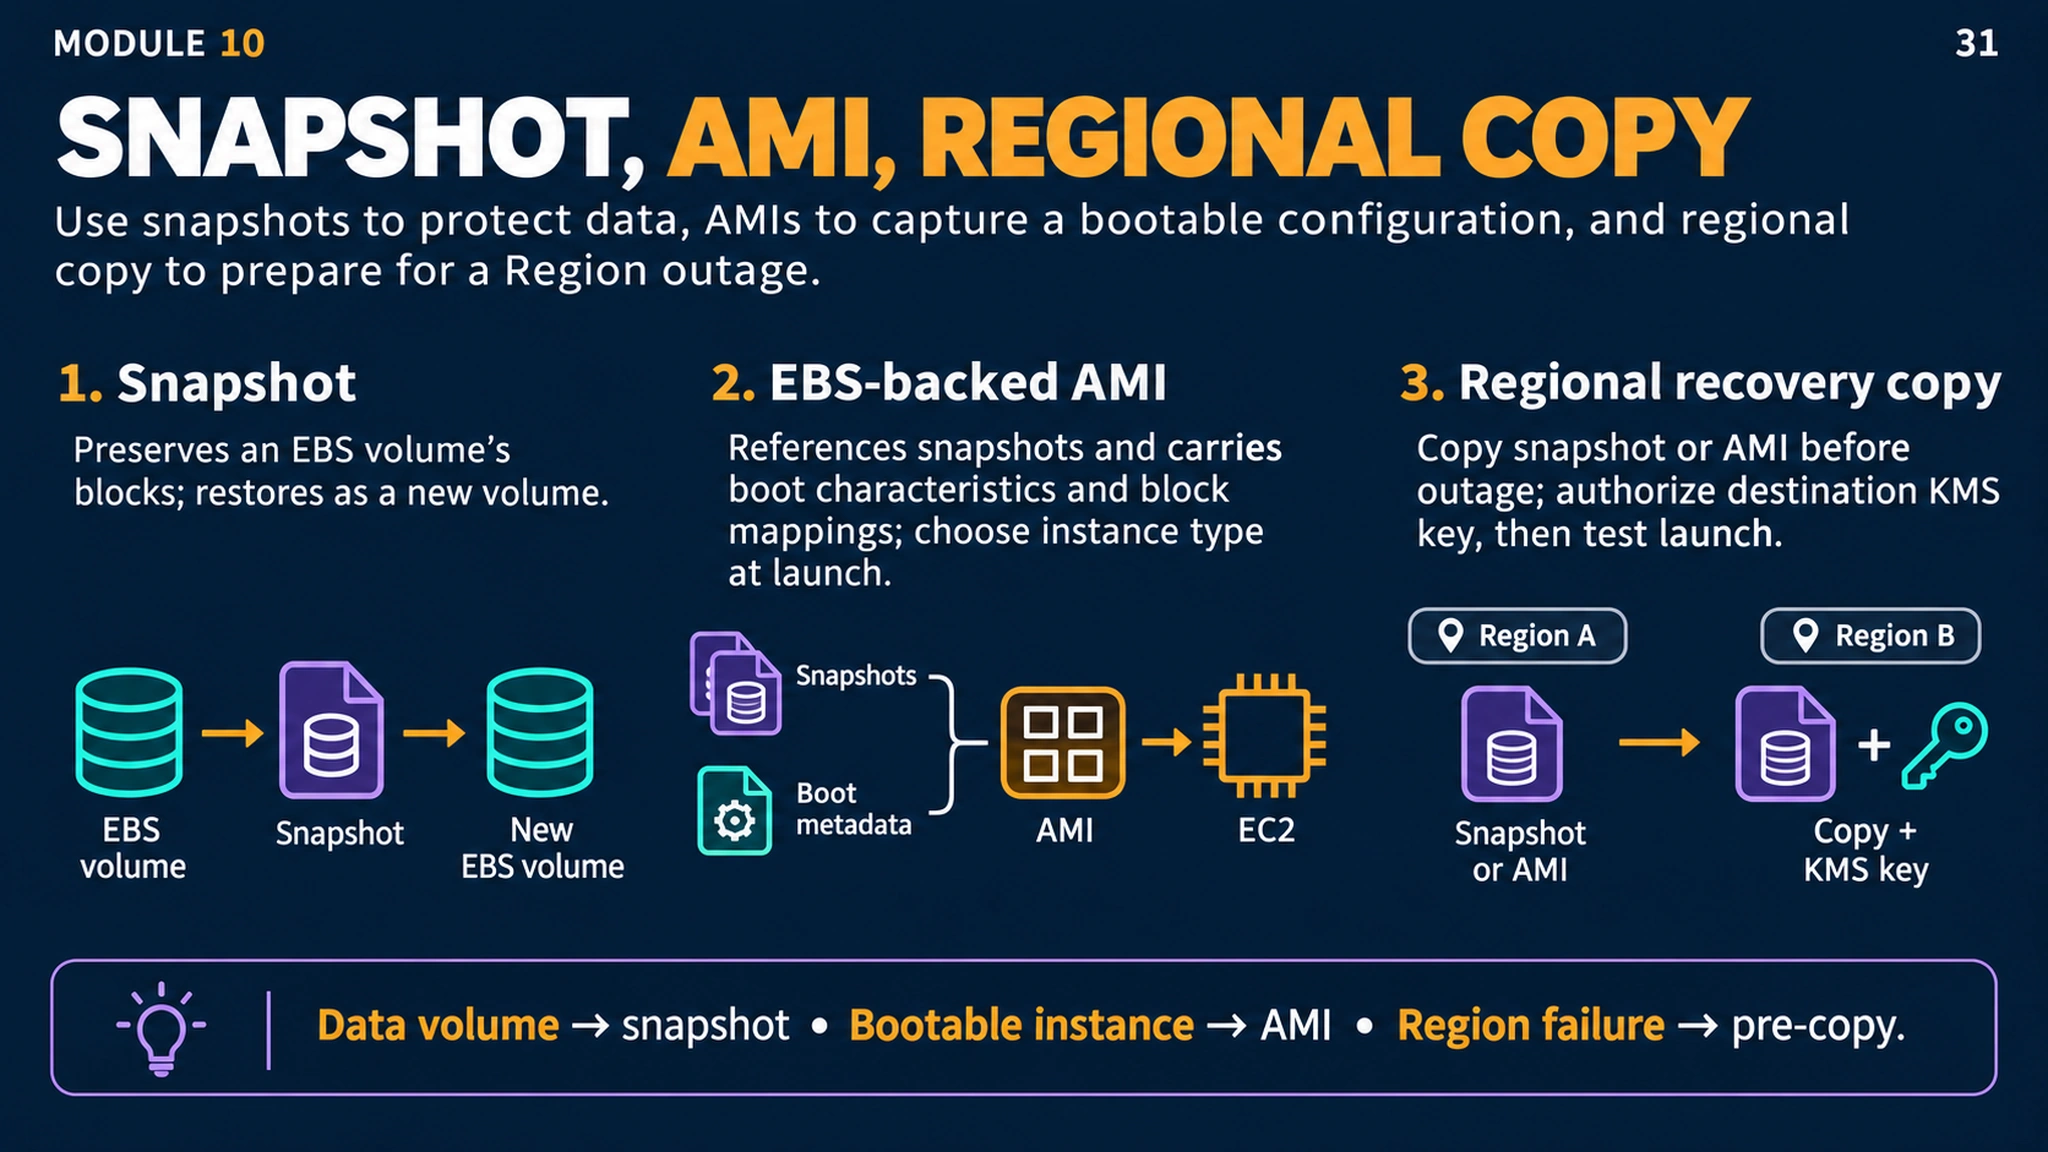 MODULE 10
31
SNAPSHOT, AMI, REGIONAL COPY
Use snapshots to protect data, AMIs to capture a bootable configuration, and regional
copy to prepare for a Region outage.
1. Snapshot
Preserves an EBS volume’s
blocks; restores as a new volume.
EBS
volume
Snapshot
New
EBS volume
2. EBS-backed AMI
References snapshots and carries
boot characteristics and block
mappings; choose instance type
at launch.
Snapshots
Boot
metadata
AMI
EC2
3. Regional recovery copy
Copy snapshot or AMI before
outage; authorize destination KMS
key, then test launch.
Region A
Region B
+
Snapshot
or AMI
Copy +
KMS key
Data volume → snapshot • Bootable instance → AMI • Region failure → pre-copy.